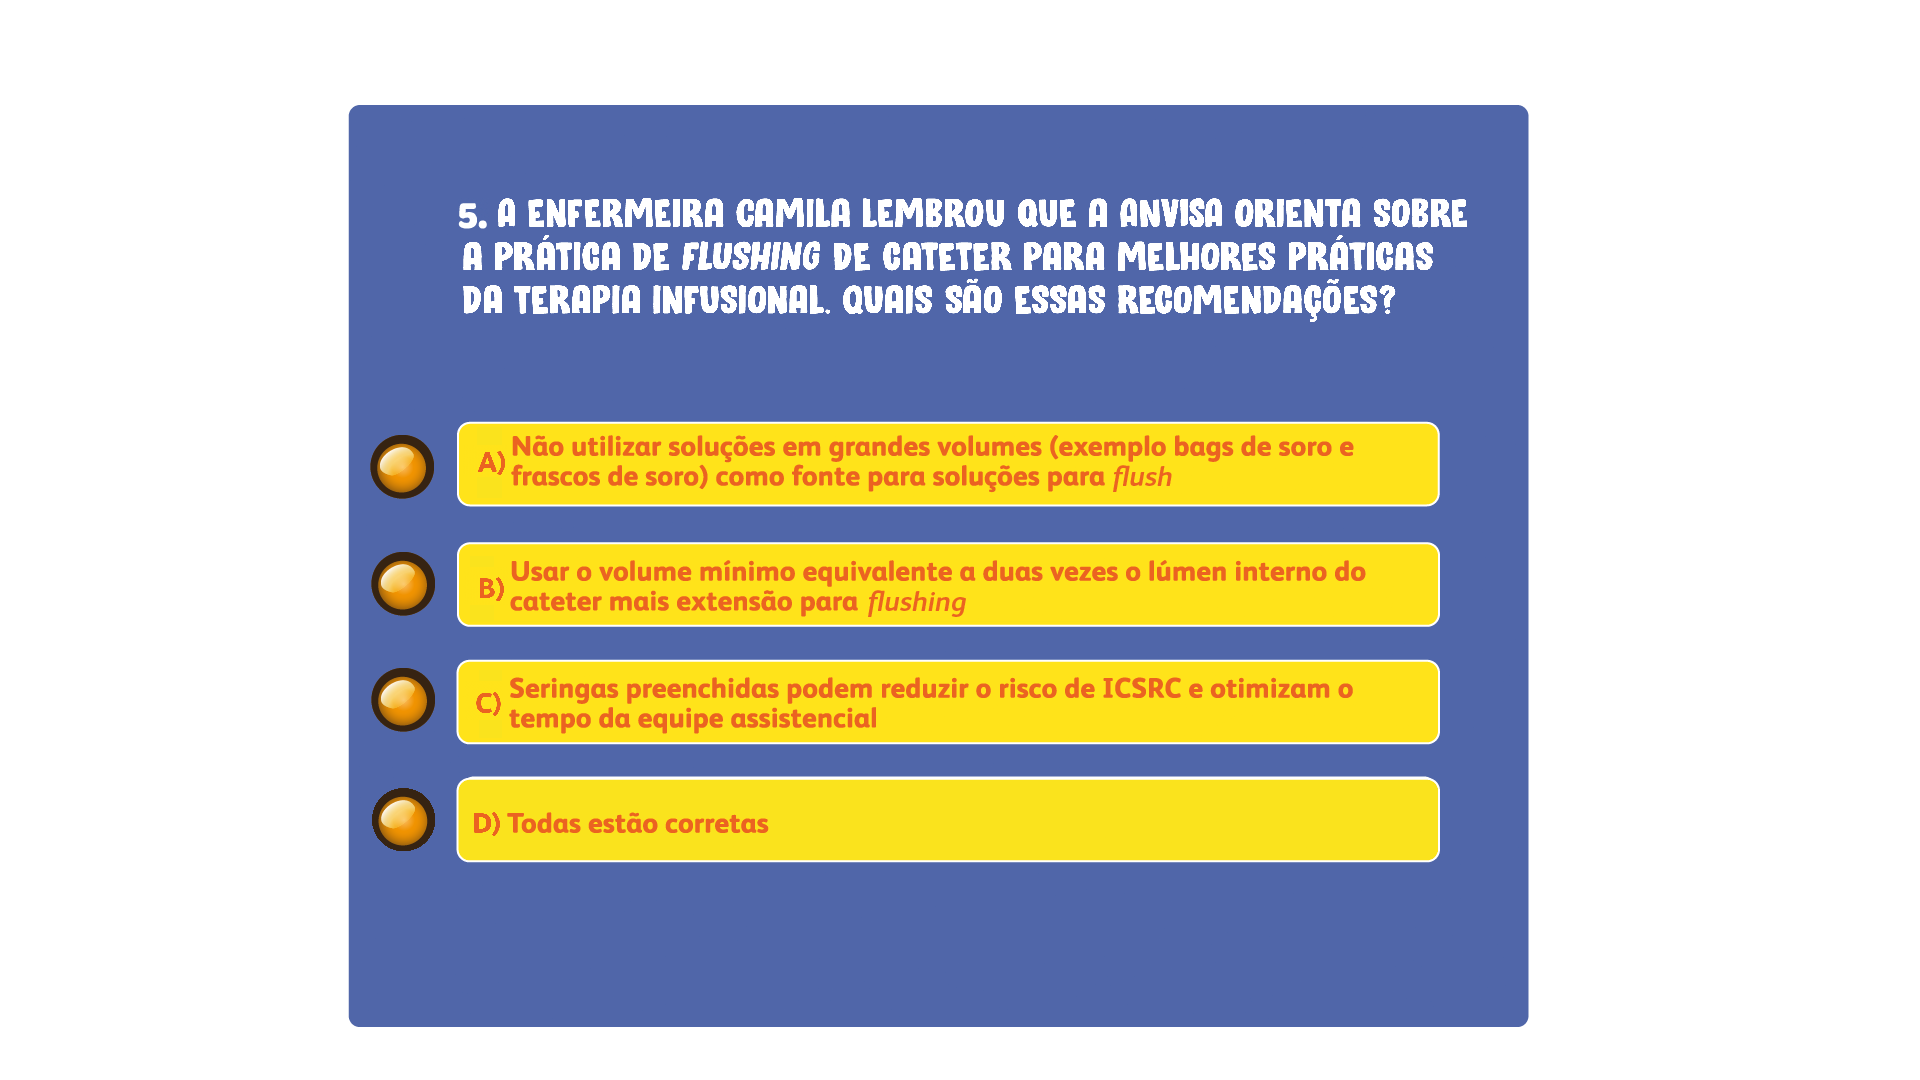 5. A ENFERMEIRA CAMILA LEMBROU QUE A ANVISA ORIENTA SOBRE
A PRÁTICA DE FLUSHING DE CATETER PARA MELHORES PRÁTICAS
DA TERAPIA INFUSIONAL. QUAIS SÃO ESSAS RECOMENDAÇÕES?
A) Não utilizar soluções em grandes volumes (exemplo bags de soro e
frascos de soro) como fonte para soluções para flush
B) Usar o volume mínimo equivalente a duas vezes o lúmen interno do
cateter mais extensão para flushing
C) Seringas preenchidas podem reduzir o risco de ICSRC e otimizam o
tempo da equipe assistencial
D) Todas estão corretas